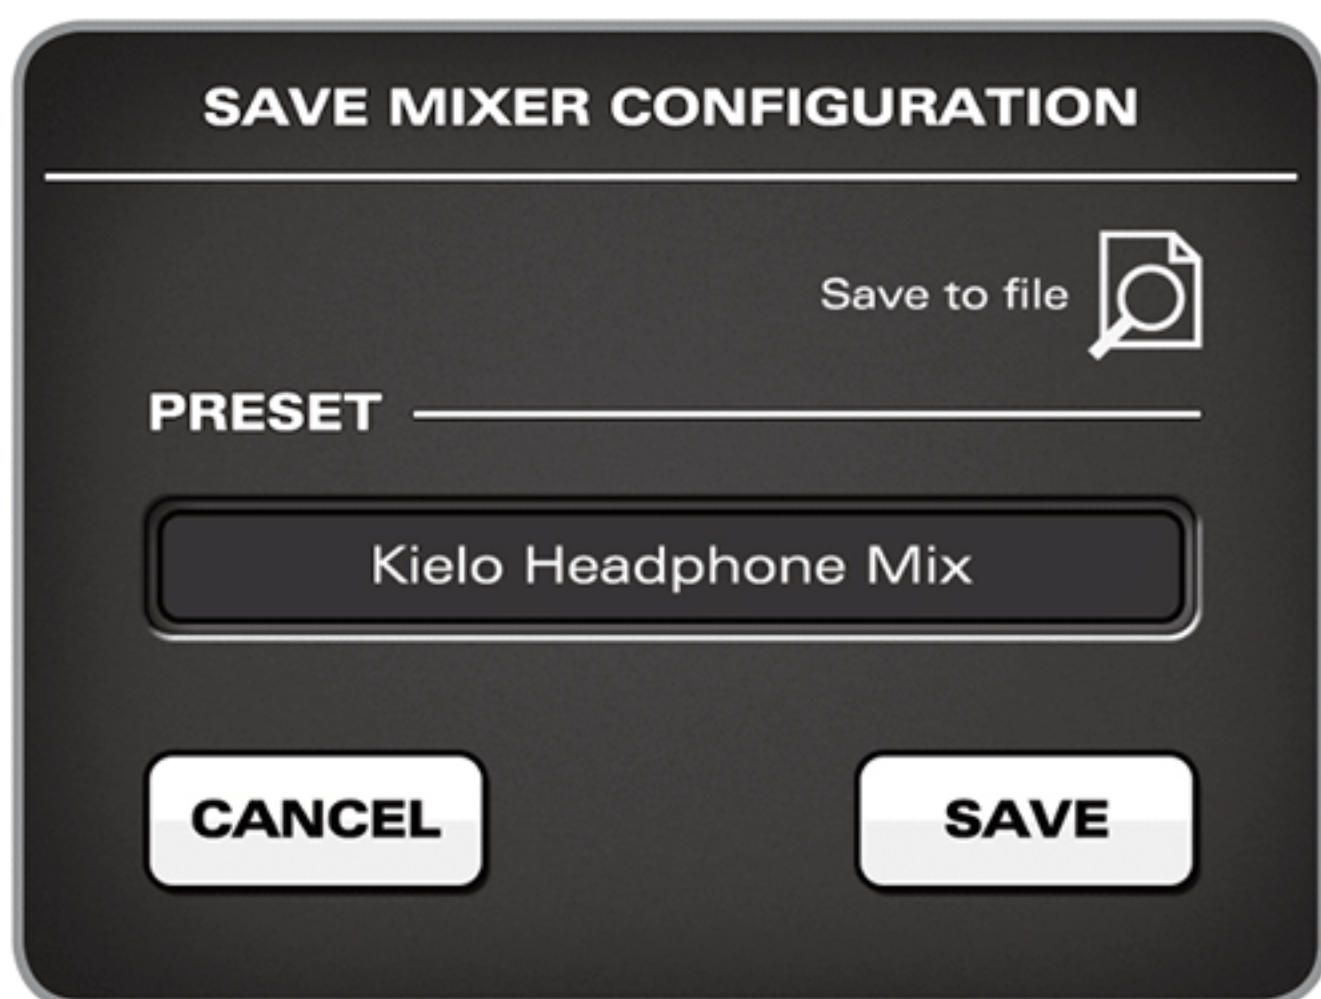 SAVE MIXER CONFIGURATION
Save to file
PRESET
Kielo Headphone Mix
CANCEL
SAVE